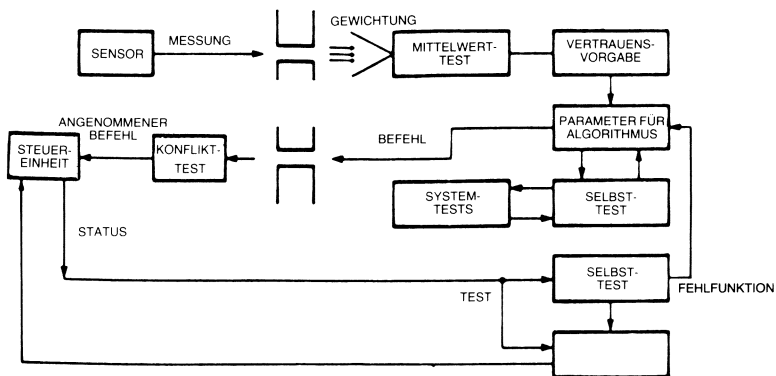 GEWICHTUNG
SENSOR
MESSUNG
MITTELWERT-
TEST
VERTRAUENS-
VORGABE
ANGENOMMENER
BEFEHL
STEUER-
EINHEIT
KONFLIKT-
TEST
BEFEHL
PARAMETER FÜR
ALGORITHMUS
SYSTEM-
TESTS
SELBST-
TEST
STATUS
SELBST-
TEST
FEHLFUNKTION
TEST